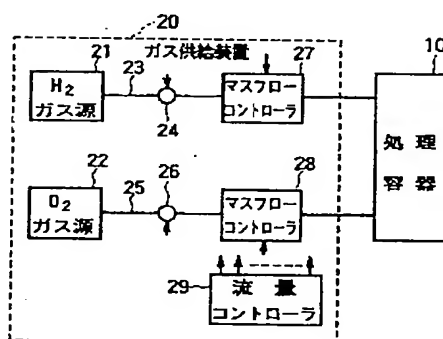 20
ガス供給装置
21
H2
ガス源
23
24
27
マスフロー
コントローラ
10
処理
容器
22
O2
ガス源
25
26
28
マスフロー
コントローラ
29
流量
コントローラ